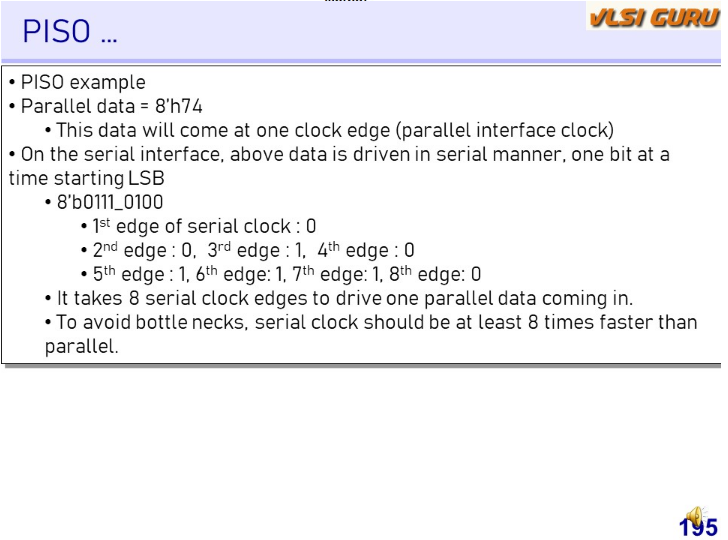 PISO ...
VLSI GURU
• PISO example
• Parallel data = 8'h74
• This data will come at one clock edge (parallel interface clock)
• On the serial interface, above data is driven in serial manner, one bit at a
time starting LSB
• 8'b0111_0100
• 1st edge of serial clock : 0
• 2nd edge : 0, 3rd edge : 1, 4th edge : 0
• 5th edge : 1, 6th edge: 1, 7th edge: 1, 8th edge: 0
• It takes 8 serial clock edges to drive one parallel data coming in.
• To avoid bottle necks, serial clock should be at least 8 times faster than
parallel.
195